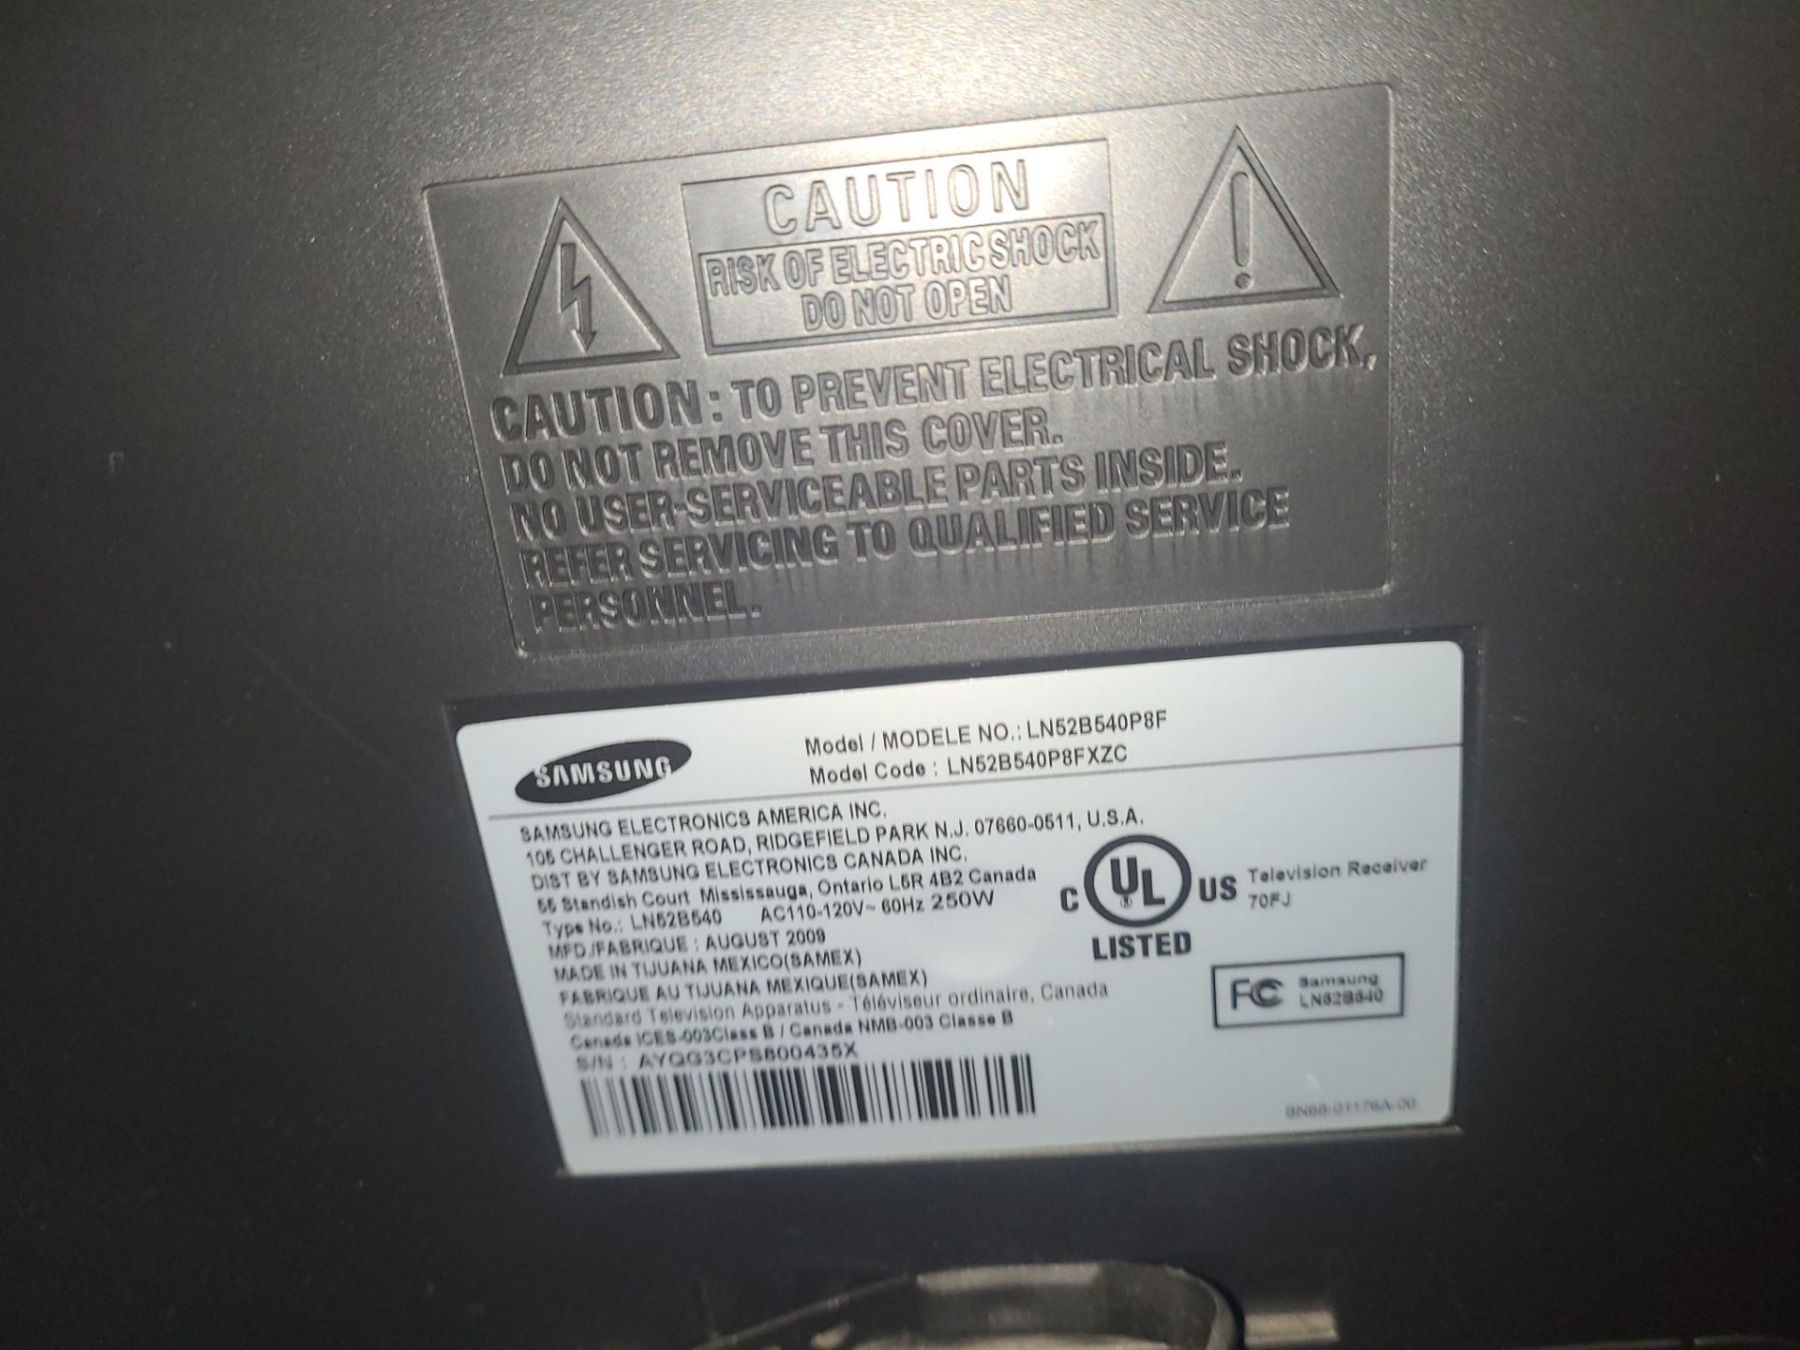 CAUTION
RISK OF ELECTRIC SHOCK
DO NOT OPEN
CAUTION : TO PREVENT ELECTRICAL SHOCK,
DO NOT REMOVE THIS COVER.
NO USER-SERVICEABLE PARTS INSIDE.
REFER SERVICING TO QUALIFIED SERVICE
PERSONNEL.
SAMSUNG
Model / MODELE NO.: LN52B540P8F
Model Code : LN52B540P8FXZC
SAMSUNG ELECTRONICS AMERICA INC.
105 CHALLENGER ROAD, RIDGEFIELD PARK N.J. 07660-0511, U.S.A.
DIST BY SAMSUNG ELECTRONICS CANADA INC.
55 Standish Court Mississauga, Ontario L5R 4B2 Canada
Type No.: LN52B540 AC110-120V~ 60Hz 250W
MFD./FABRIQUE : AUGUST 2009
MADE IN TIJUANA MEXICO(SAMEX)
FABRIQUE AU TIJUANA MEXIQUE(SAMEX)
Standard Television Apparatus - Téléviseur ordinaire, Canada
Canada ICES-003Class B / Canada NMB-003 Classe B
S/N : AYQG3CPS800435X
C UL ® US
LISTED
Television Receiver
70FJ
FC Samsung
LN52B540
BN68-01176A-00